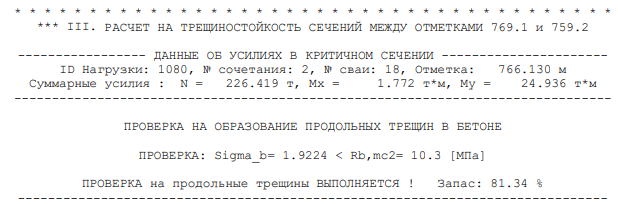 * * * * * * * * * * * * * * * * * * * * * * * * * * * * * * * * * * * * * * * *
*** III. РАСЧЕТ НА ТРЕЩИНОСТОЙКОСТЬ СЕЧЕНИЙ МЕЖДУ ОТМЕТКАМИ 769.1 и 759.2
----------------- ДАННЫЕ ОБ УСИЛИЯХ В КРИТИЧНОМ СЕЧЕНИИ ----------------------
ID Нагрузки: 1080, № сочетания: 2, № сваи: 18, Отметка: 766.130 м
Суммарные усилия : N = 226.419 т, Mx = 1.772 т*м, My = 24.936 т*м
--------------------------------------------------------------------------------
ПРОВЕРКА НА ОБРАЗОВАНИЕ ПРОДОЛЬНЫХ ТРЕЩИН В БЕТОНЕ
ПРОВЕРКА: Sigma_b= 1.9224 < Rb,mc2= 10.3 [МПа]
ПРОВЕРКА на продольные трещины ВЫПОЛНЯЕТСЯ ! Запас: 81.34 %
--------------------------------------------------------------------------------